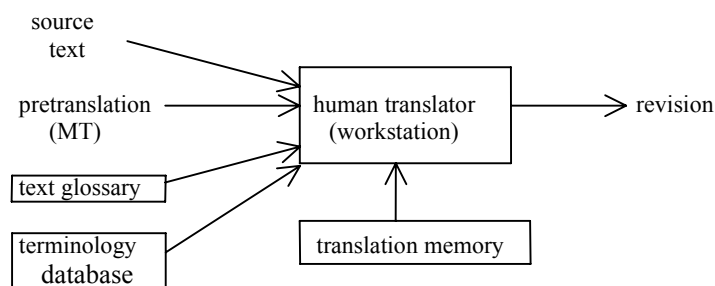 source
text
pretranslation
(MT)
human translator
(workstation)
revision
text glossary
terminology
database
translation memory